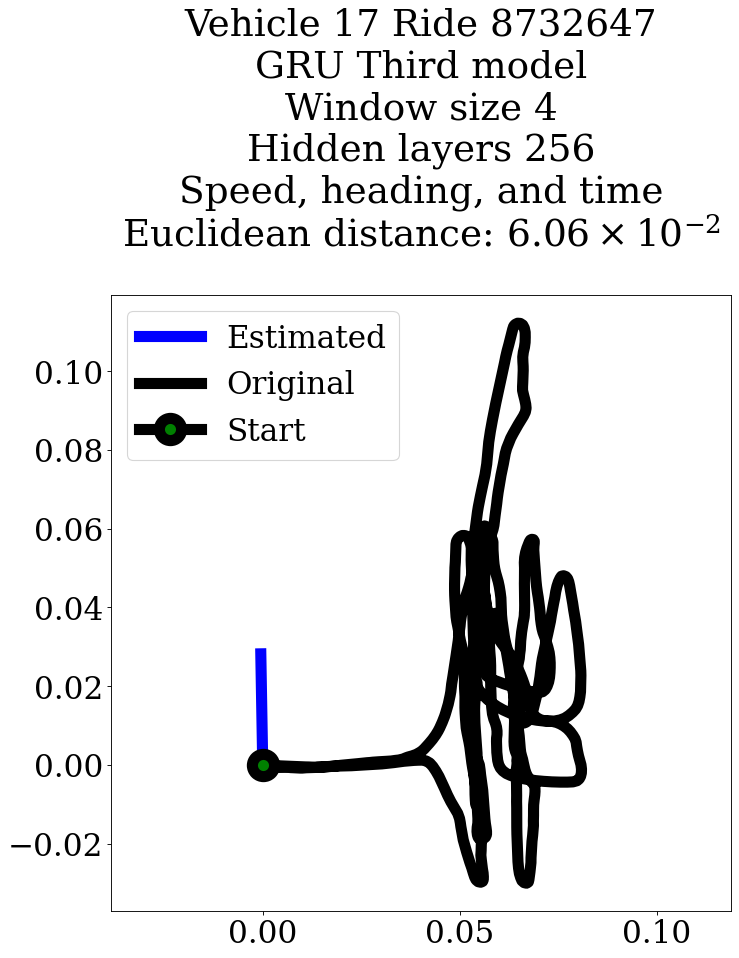 Vehicle 17 Ride 8732647
GRU Third model
Window size 4
Hidden layers 256
Speed, heading, and time
Euclidean distance: 6.06 × 10⁻²
Estimated
Original
Start
0.10
0.08
0.06
0.04
0.02
0.00
−0.02
0.00 0.05 0.10